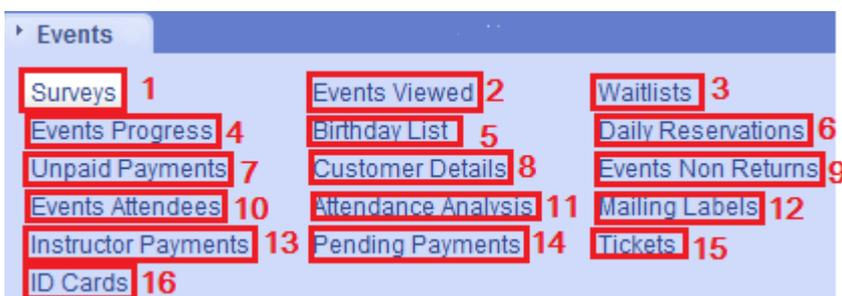 Events
Surveys 1 Events Viewed 2 Waitlists 3
Events Progress 4 Birthday List 5 Daily Reservations 6
Unpaid Payments 7 Customer Details 8 Events Non Returns 9
Events Attendees 10 Attendance Analysis 11 Mailing Labels 12
Instructor Payments 13 Pending Payments 14 Tickets 15
ID Cards 16